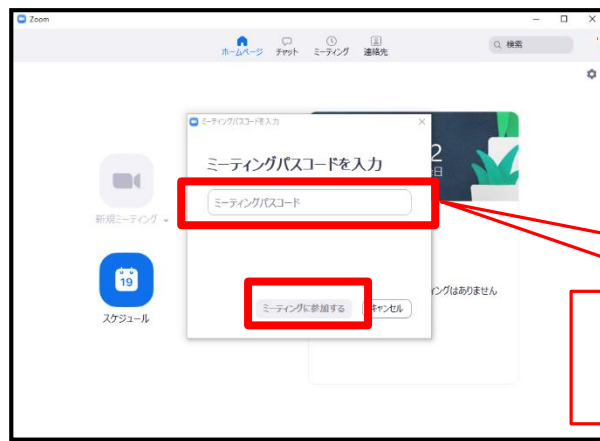 Zoom
ホームページ チャット ミーティング 連絡先
検索
ミーティングパスコードを入力
ミーティングパスコードを入力
2
日
ミーティングパスコード
新規ミーティング
ングはありません
19
スケジュール
ミーティングに参加する
キャンセル